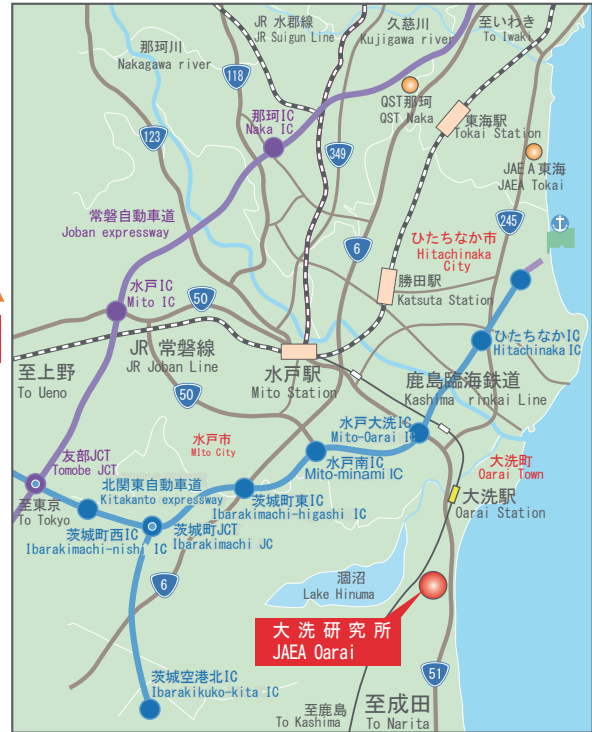 JR 水郡線
JR Suigun Line
久慈川
Kujigawa river
至いわき
To Iwaki
那珂川
Nakagawa river
118
QST那珂
QST Naka
那珂IC
Naka IC
東海駅
Tokai Station
123
349
JAEA東海
JAEA Tokai
常磐自動車道
Joban expressway
6
ひたちなか市
Hitachinaka
City
245
勝田駅
Katsuta Station
水戸IC
Mito IC
50
ひたちなかIC
Hitachinaka IC
JR 常磐線
JR Joban Line
水戸駅
Mito Station
至上野
To Ueno
鹿島臨海鉄道
Kashima rinkai Line
50
水戸大洗IC
Mito-Oarai IC
水戸市
MIto City
水戸南IC
Mito-minami IC
大洗町
Oarai Town
友部JCT
Tomobe JCT
北関東自動車道
Kitakanto expressway
大洗駅
Oarai Station
至東京
To Tokyo
茨城町東IC
Ibarakimachi-higashi IC
茨城町西IC
Ibarakimachi-nishi IC
茨城町JCT
Ibarakimachi JC
6
涸沼
Lake Hinuma
大洗研究所
JAEA Oarai
茨城空港北IC
Ibarakikuko-kita IC
51
至鹿島
To Kashima
至成田
To Narita